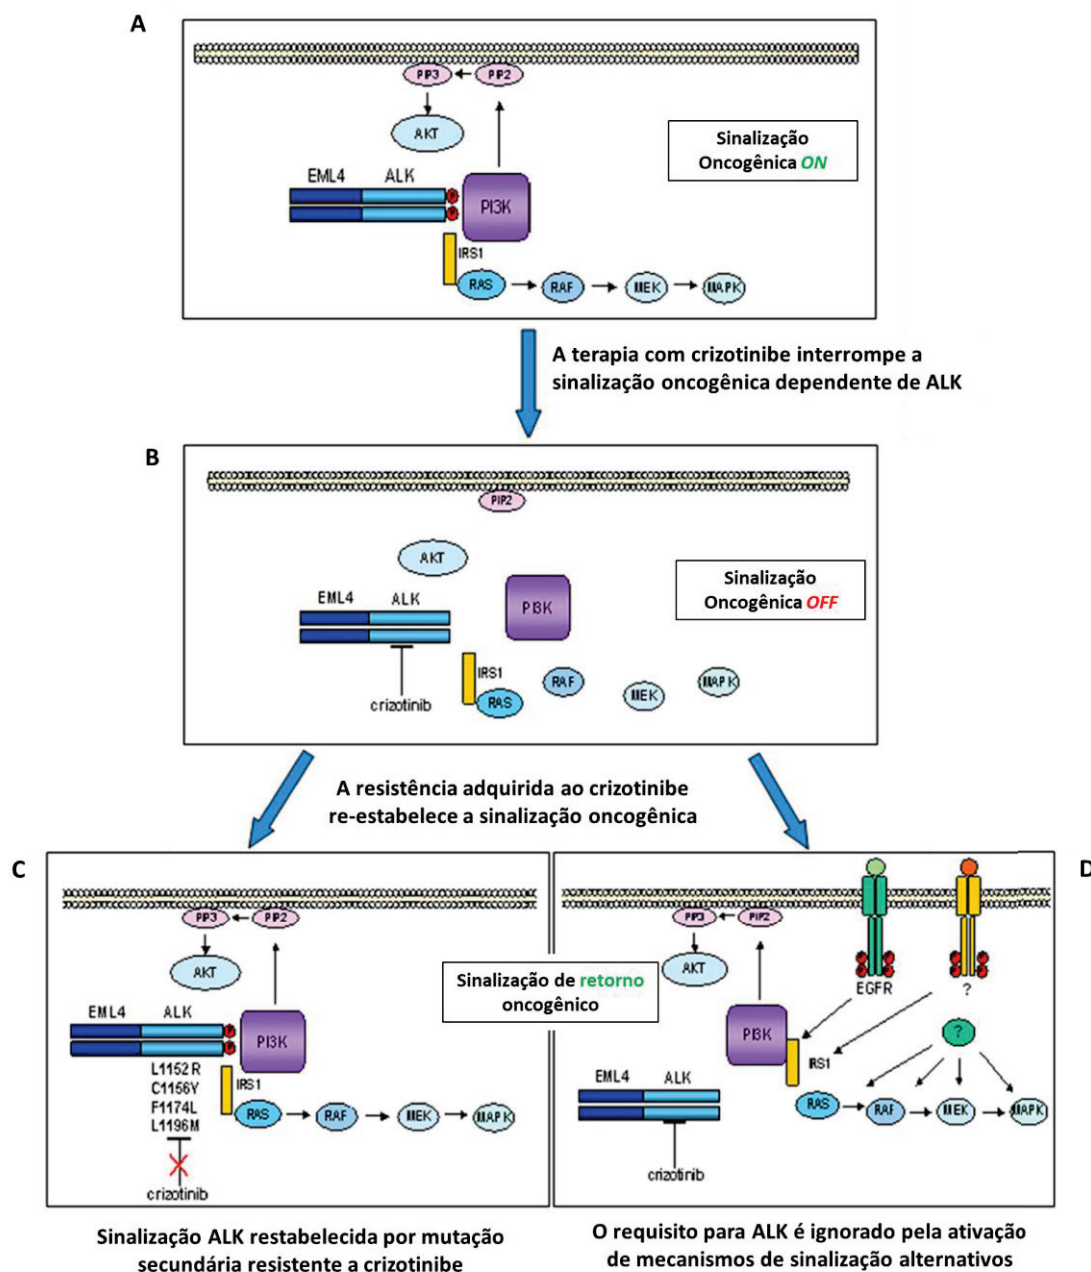 A
PIP3
PIP2
AKT
Sinalização
Oncogênica ON
EML4
ALK
P
P
PI3K
IRS1
RAS
RAF
MEK
MAPK
A terapia com crizotinibe interrompe a
sinalização oncogênica dependente de ALK
B
PIP2
AKT
Sinalização
Oncogênica OFF
EML4
ALK
PI3K
IRS1
RAS
RAF
MEK
MAPK
crizotinib
A resistência adquirida ao crizotinibe
re-estabelece a sinalização oncogênica
C
PIP3
PIP2
AKT
EML4
ALK
P
P
PI3K
L1152R
C1156Y
F1174L
L1196M
IRS1
RAS
RAF
MEK
MAPK
crizotinib
Sinalização de retorno
oncogênico
D
PIP3
PIP2
AKT
EGFR
?
PI3K
IRS1
?
EML4
ALK
RAS
RAF
MEK
MAPK
crizotinib
Sinalização ALK restabelecida por mutação
secundária resistente a crizotinibe
O requisito para ALK é ignorado pela ativação
de mecanismos de sinalização alternativos